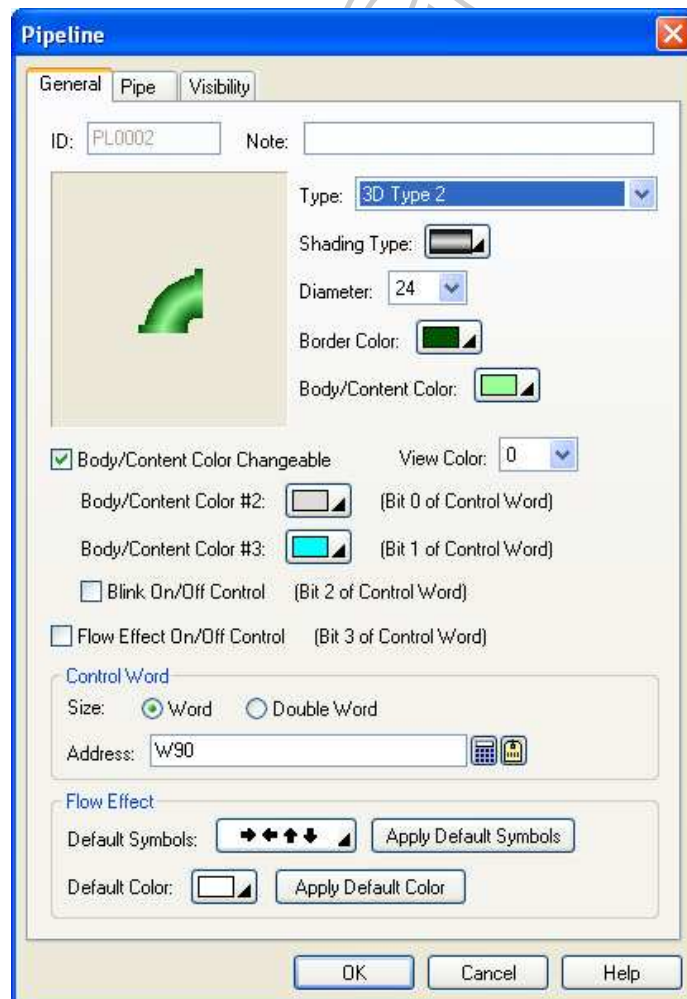 Pipeline
General Pipe Visibility
ID: PL0002 Note:
Type: 3D Type 2
Shading Type:
Diameter: 24
Border Color:
Body/Content Color:
Body/Content Color Changeable View Color: 0
Body/Content Color #2: (Bit 0 of Control Word)
Body/Content Color #3: (Bit 1 of Control Word)
Blink On/Off Control (Bit 2 of Control Word)
Flow Effect On/Off Control (Bit 3 of Control Word)
Control Word
Size: Word Double Word
Address: W90
Flow Effect
Default Symbols: Apply Default Symbols
Default Color: Apply Default Color
OK Cancel Help